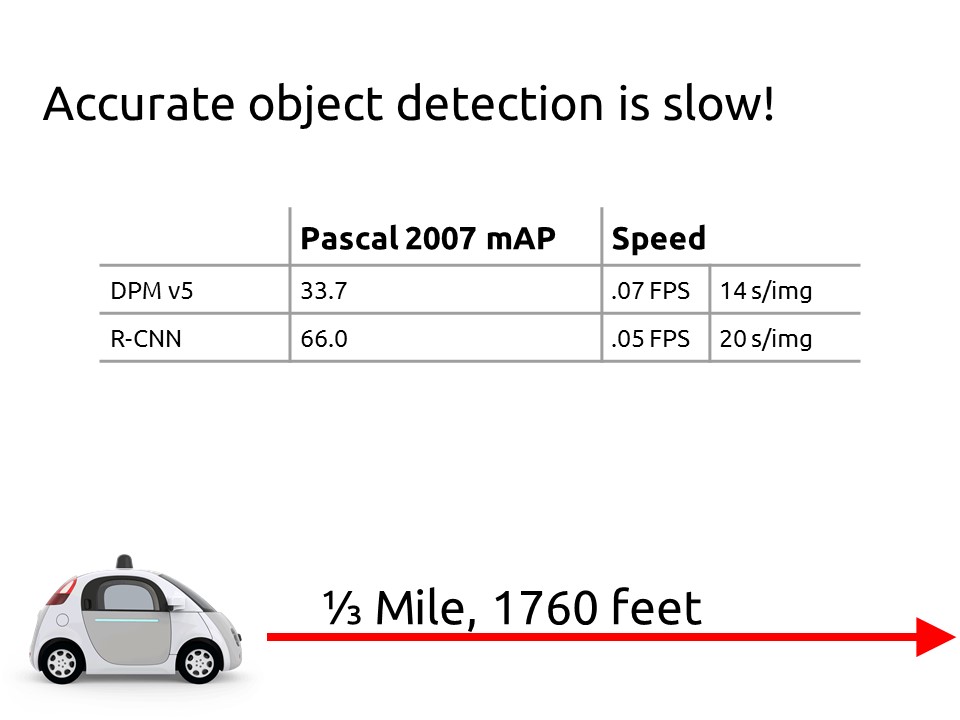 Accurate object detection is slow!
Pascal 2007 mAP Speed
DPM v5 33.7 .07 FPS 14 s/img
R-CNN 66.0 .05 FPS 20 s/img
⅓ Mile, 1760 feet